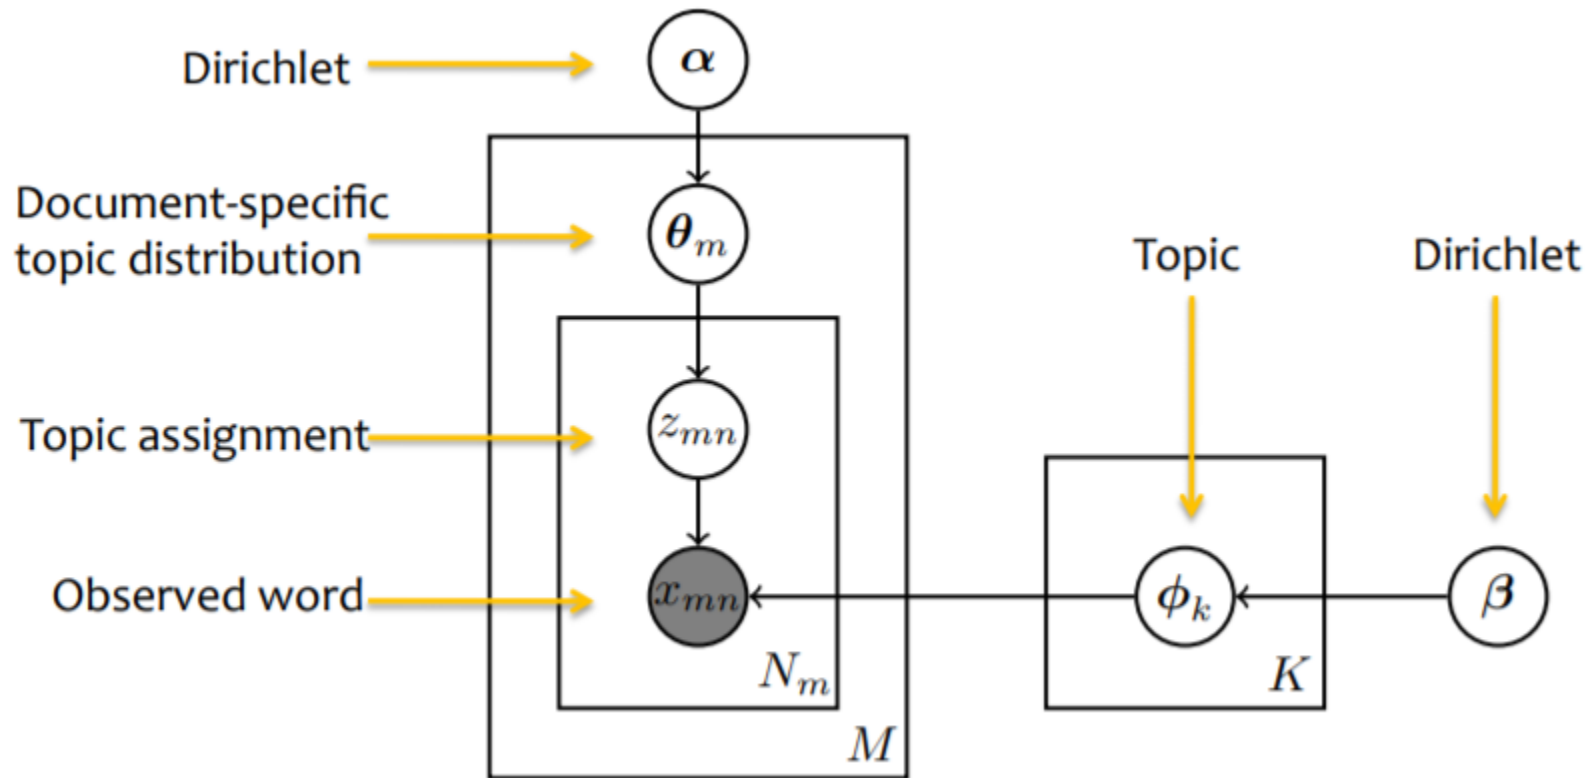 Dirichlet
α
Document-specific
topic distribution
θₘ
Topic
Dirichlet
Topic assignment
zₘₙ
Observed word
xₘₙ
ϕₖ
β
Nₘ
K
M